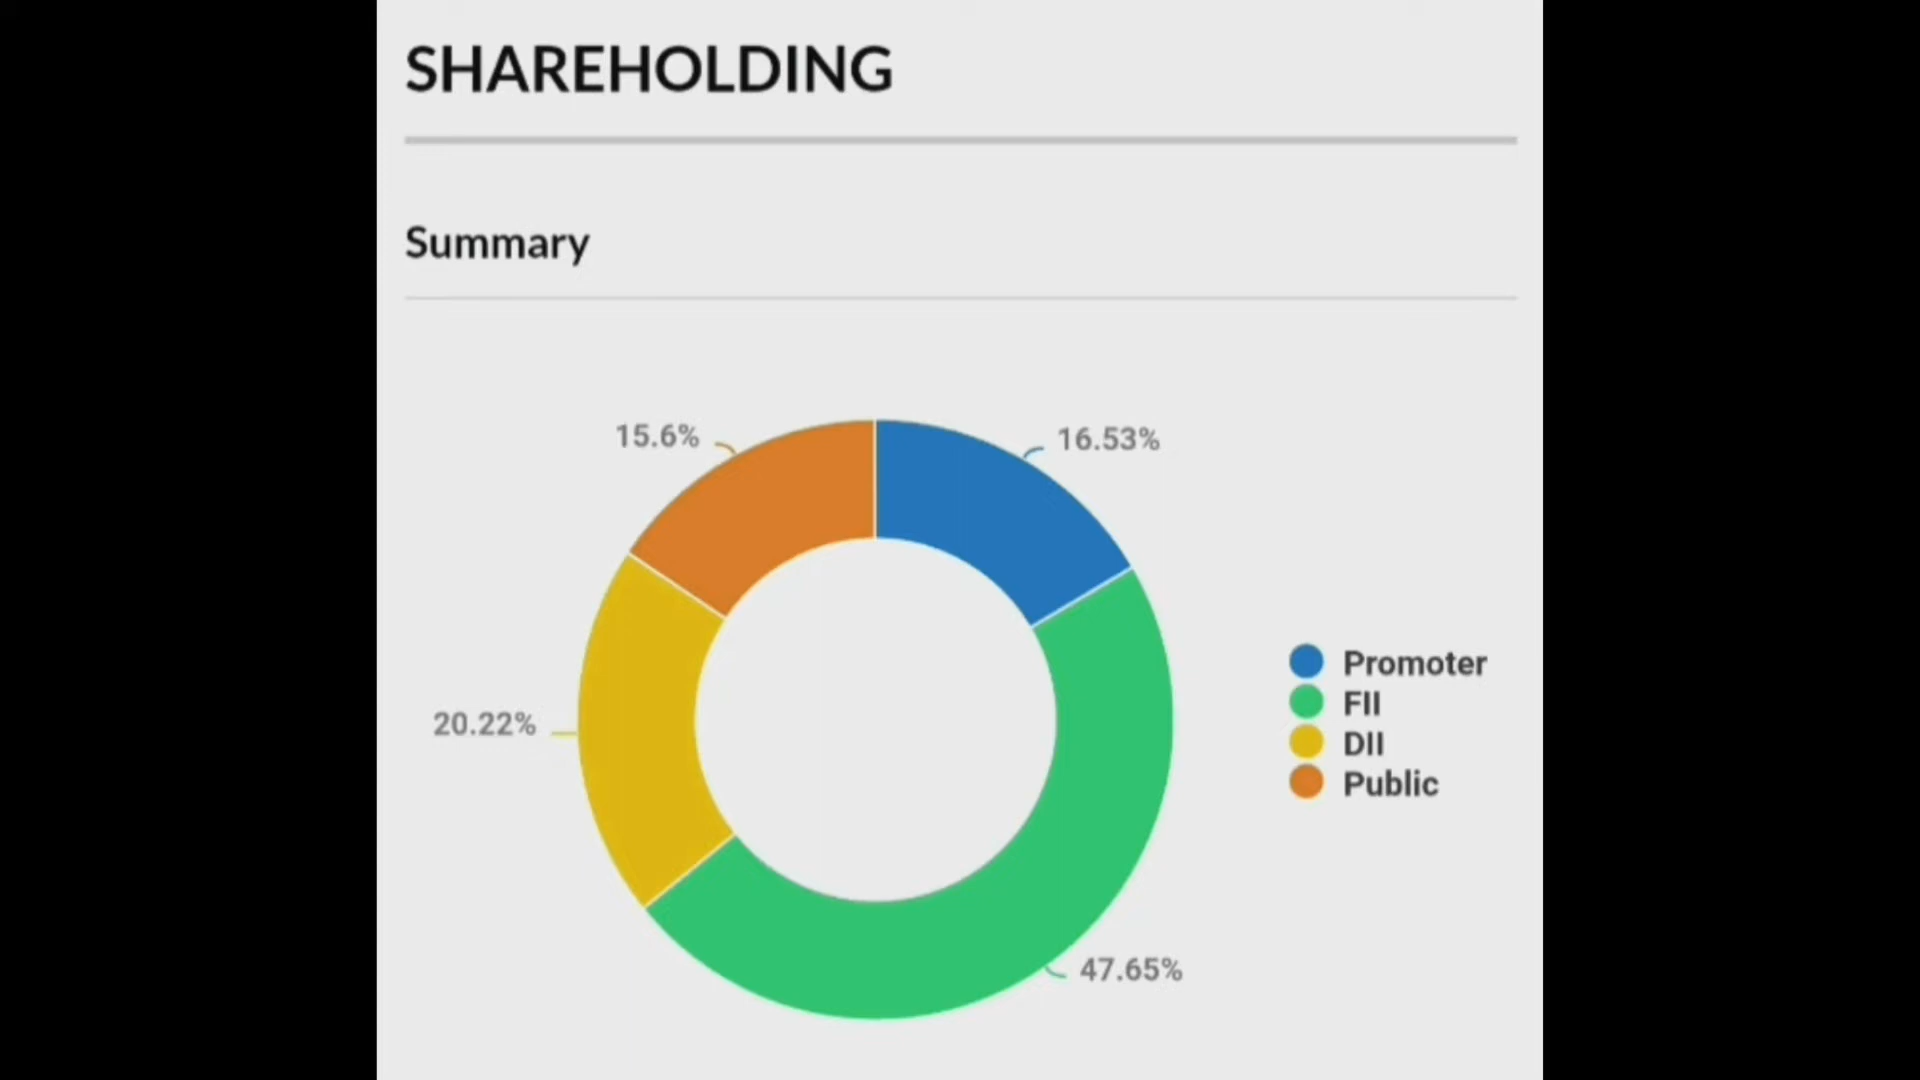 SHAREHOLDING
Summary
15.6%
16.53%
20.22%
47.65%
Promoter
FII
DII
Public